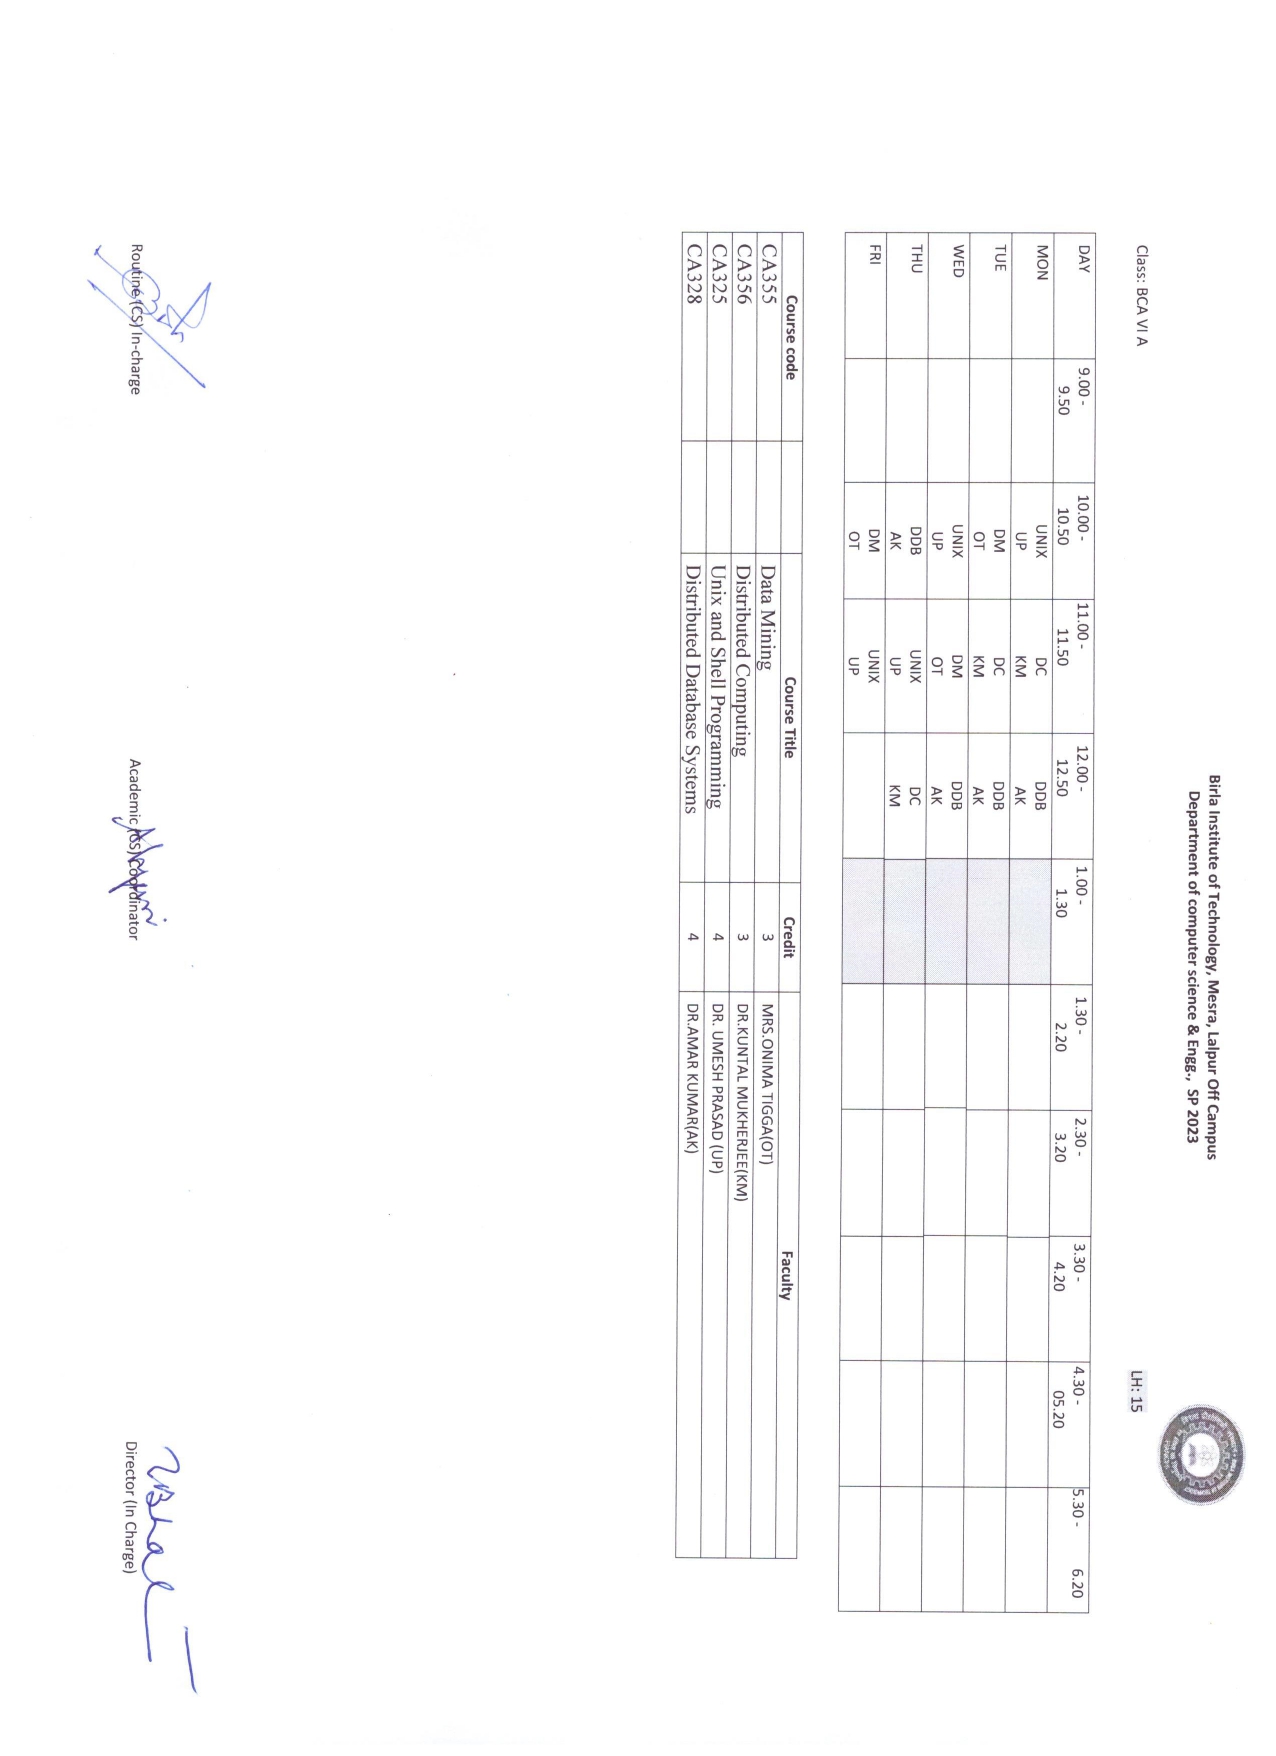 Birla Institute of Technology, Mesra, Lalpur Off Campus
Department of computer science & Engg., SP 2023
Class: BCA VI A
LH: 15
DAY 9.00 - 9.50 10.00 - 10.50 11.00 - 11.50 12.00 - 12.50 1.00 - 1.30 1.30 - 2.20 2.30 - 3.20 3.30 - 4.20 4.30 - 05.20 5.30 - 6.20
MON UNIX DC DDB
UP KM AK
TUE DM DC DDB
OT KM AK
WED UNIX DM DDB
UP OT AK
THU DDB UNIX DC
AK UP KM
FRI DM UNIX
OT UP
Course code Course Title Credit Faculty
CA355 Data Mining 3 MRS.ONIMA TIGGA(OT)
CA356 Distributed Computing 3 DR.KUNTAL MUKHERJEE(KM)
CA325 Unix and Shell Programming 4 DR. UMESH PRASAD (UP)
CA328 Distributed Database Systems 4 DR.AMAR KUMAR(AK)
Routine (CS) In-charge
Academic (CS) Coordinator
Director (In Charge)